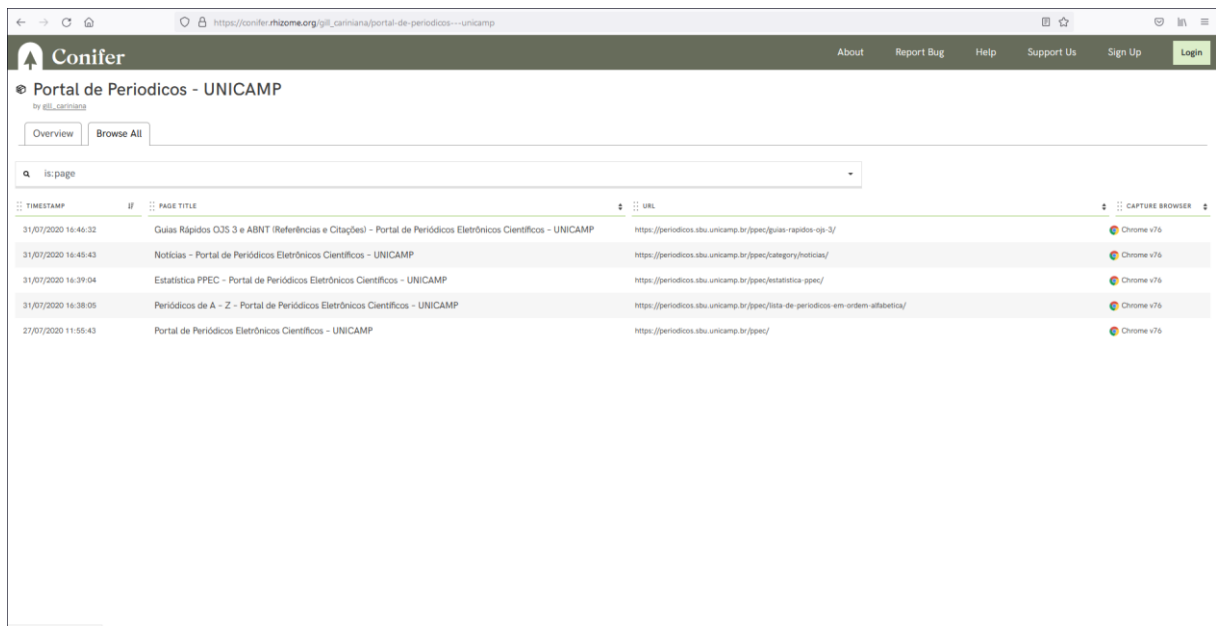 https://conifer.rhizome.org/gill_cariniana/portal-de-periodicos---unicamp
Conifer
About Report Bug Help Support Us Sign Up Login
Portal de Periodicos - UNICAMP
by gill_cariniana
Overview Browse All
is:page
TIMESTAMP PAGE TITLE URL CAPTURE BROWSER
31/07/2020 16:46:32 Guias Rápidos OJS 3 e ABNT (Referências e Citações) – Portal de Periódicos Eletrônicos Científicos – UNICAMP https://periodicos.sbu.unicamp.br/ppec/guias-rapidos-ojs-3/ Chrome v76
31/07/2020 16:45:43 Notícias – Portal de Periódicos Eletrônicos Científicos – UNICAMP https://periodicos.sbu.unicamp.br/ppec/category/noticias/ Chrome v76
31/07/2020 16:39:04 Estatística PPEC – Portal de Periódicos Eletrônicos Científicos – UNICAMP https://periodicos.sbu.unicamp.br/ppec/estatistica-ppec/ Chrome v76
31/07/2020 16:38:05 Periódicos de A – Z – Portal de Periódicos Eletrônicos Científicos – UNICAMP https://periodicos.sbu.unicamp.br/ppec/lista-de-periodicos-em-ordem-alfabetica/ Chrome v76
27/07/2020 11:55:43 Portal de Periódicos Eletrônicos Científicos – UNICAMP https://periodicos.sbu.unicamp.br/ppec/ Chrome v76